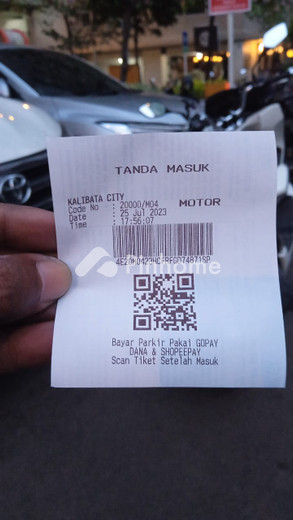 TANDA MASUK
KALIBATA CITY
Code No : 20000/M04 MOTOR
Date : 25 Jul 2023
Time : 17:56:07
Pinhome
Bayar Parkir Pakai GOPAY
DANA & SHOPEEPAY
Scan Tiket Setelah Masuk